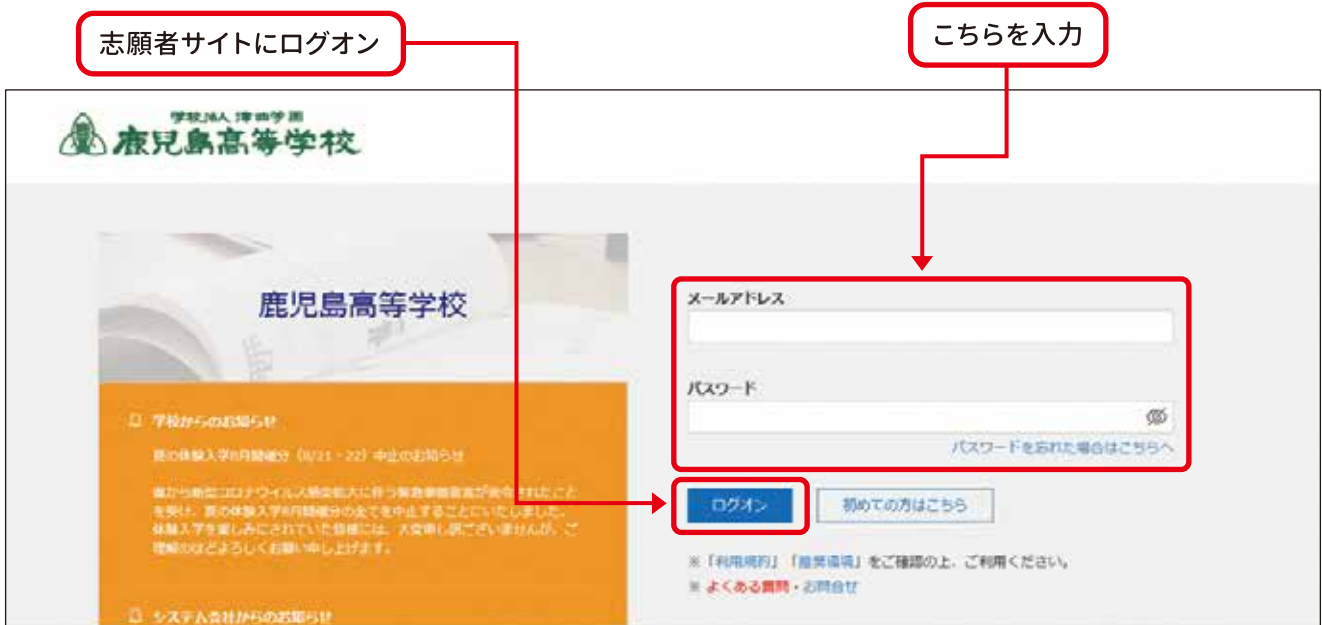 志願者サイトにログオン
こちらを入力
学校法人 津曲学園
鹿児島高等学校
鹿児島高等学校
学校からのお知らせ
夏の体験入学8月開催分（8/21・22）中止のお知らせ
県から新型コロナウイルス感染拡大に伴う緊急事態宣言が発令されたこと
を受け、夏の体験入学8月開催分の全てを中止することにいたしました。
体験入学を楽しみにされていた皆様には、大変申し訳ございませんが、ご
理解のほどよろしくお願い申し上げます。
システム会社からのお知らせ
メールアドレス
パスワード
パスワードを忘れた場合はこちらへ
ログオン
初めての方はこちら
※「利用規約」「推奨環境」をご確認の上、ご利用ください。
※ よくある質問・お問合せ